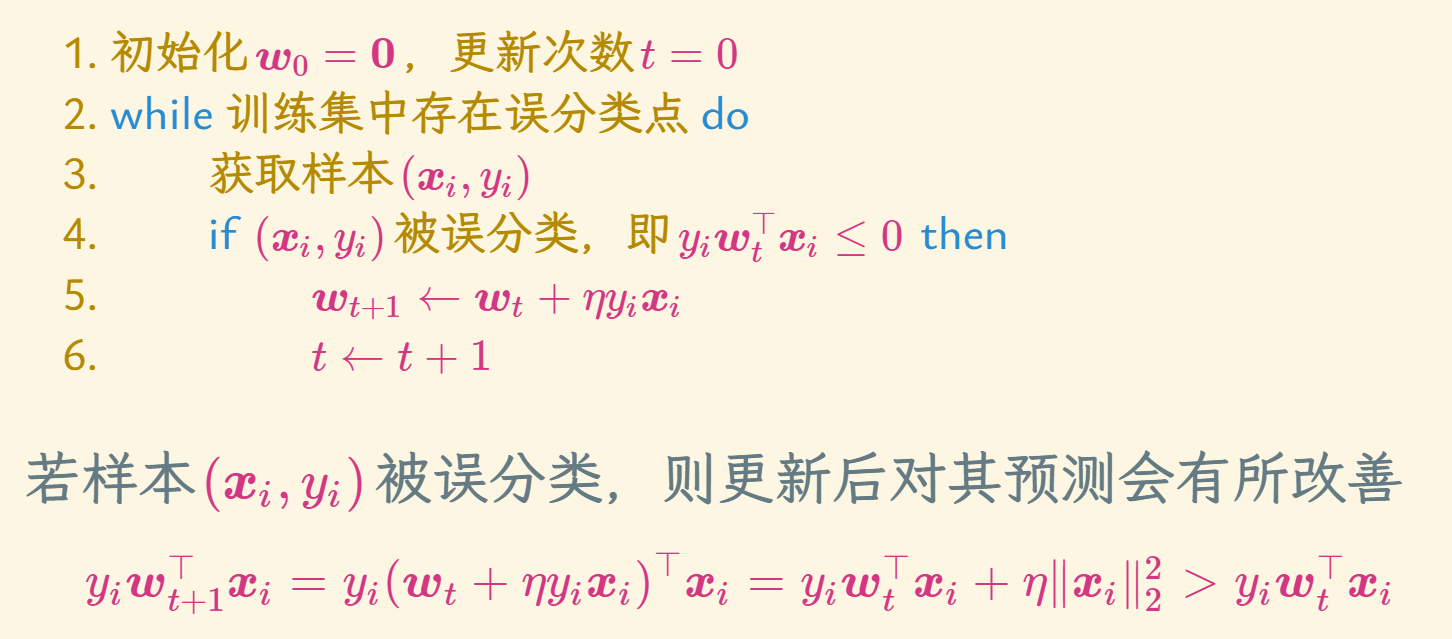 1. 初始化 $\boldsymbol{w}_0 = \mathbf{0}$，更新次数 $t = 0$
2. while 训练集中存在误分类点 do
3. 获取样本 $(\boldsymbol{x}_i, y_i)$
4. if $(\boldsymbol{x}_i, y_i)$ 被误分类，即 $y_i \boldsymbol{w}_t^\top \boldsymbol{x}_i \leq 0$ then
5. $\boldsymbol{w}_{t+1} \leftarrow \boldsymbol{w}_t + \eta y_i \boldsymbol{x}_i$
6. $t \leftarrow t + 1$
若样本 $(\boldsymbol{x}_i, y_i)$ 被误分类，则更新后对其预测会有所改善
$y_i \boldsymbol{w}_{t+1}^\top \boldsymbol{x}_i = y_i (\boldsymbol{w}_t + \eta y_i \boldsymbol{x}_i)^\top \boldsymbol{x}_i = y_i \boldsymbol{w}_t^\top \boldsymbol{x}_i + \eta \|\boldsymbol{x}_i\|_2^2 > y_i \boldsymbol{w}_t^\top \boldsymbol{x}_i$